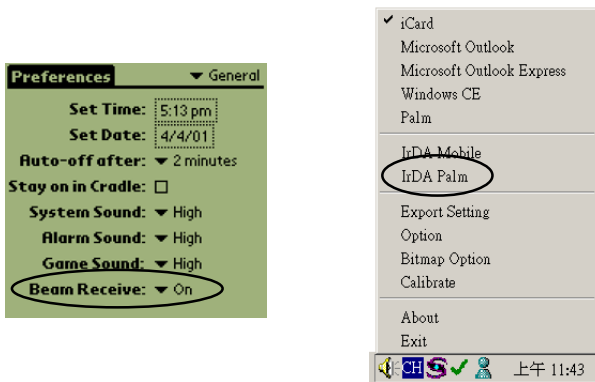 Preferences ▼ General
Set Time: 5:13 pm
Set Date: 4/4/01
Auto-off after: ▼ 2 minutes
Stay on in Cradle:
System Sound: ▼ High
Alarm Sound: ▼ High
Game Sound: ▼ High
Beam Receive: ▼ On
✔ iCard
Microsoft Outlook
Microsoft Outlook Express
Windows CE
Palm
IrDA Mobile
IrDA Palm
Export Setting
Option
Bitmap Option
Calibrate
About
Exit
CH 上午 11:43